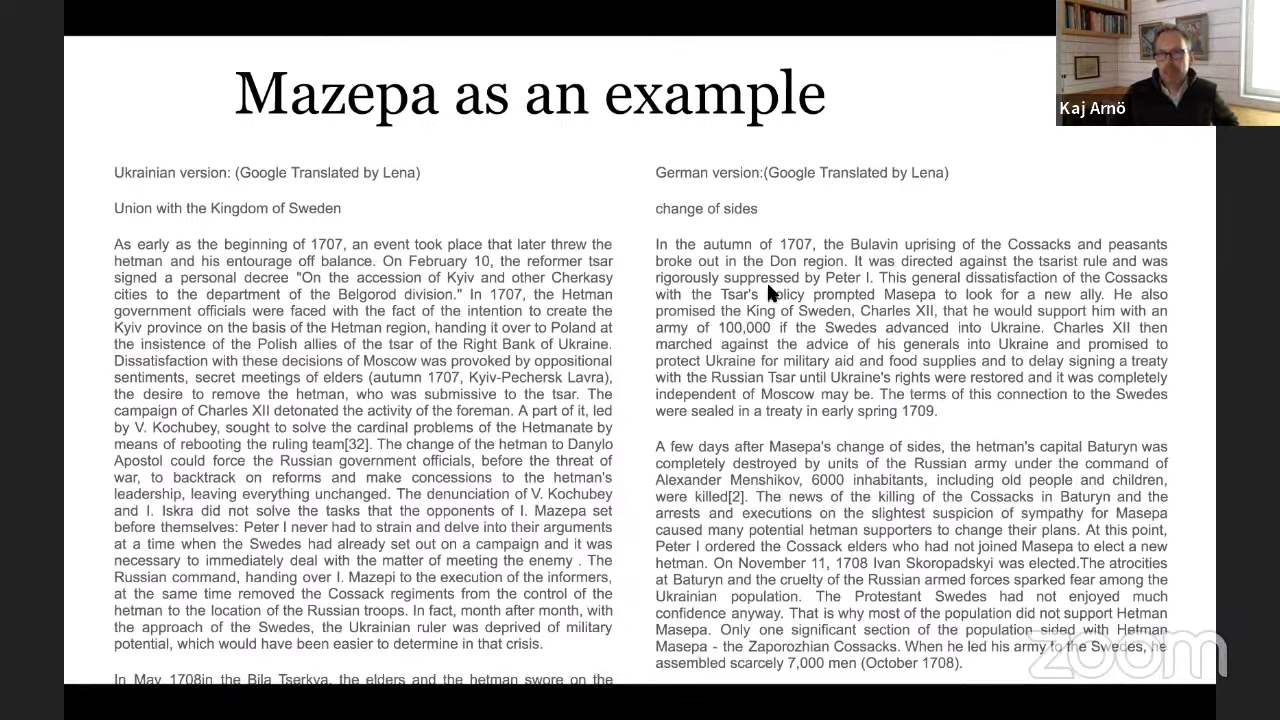 Mazepa as an example
Kaj Arnö
Ukrainian version: (Google Translated by Lena)
Union with the Kingdom of Sweden
As early as the beginning of 1707, an event took place that later threw the
hetman and his entourage off balance. On February 10, the reformer tsar
signed a personal decree "On the accession of Kyiv and other Cherkasy
cities to the department of the Belgorod division." In 1707, the Hetman
government officials were faced with the fact of the intention to create the
Kyiv province on the basis of the Hetman region, handing it over to Poland at
the insistence of the Polish allies of the tsar of the Right Bank of Ukraine.
Dissatisfaction with these decisions of Moscow was provoked by oppositional
sentiments, secret meetings of elders (autumn 1707, Kyiv-Pechersk Lavra),
the desire to remove the hetman, who was submissive to the tsar. The
campaign of Charles XII detonated the activity of the foreman. A part of it, led
by V. Kochubey, sought to solve the cardinal problems of the Hetmanate by
means of rebooting the ruling team[32]. The change of the hetman to Danylo
Apostol could force the Russian government officials, before the threat of
war, to backtrack on reforms and make concessions to the hetman's
leadership, leaving everything unchanged. The denunciation of V. Kochubey
and I. Iskra did not solve the tasks that the opponents of I. Mazepa set
before themselves: Peter I never had to strain and delve into their arguments
at a time when the Swedes had already set out on a campaign and it was
necessary to immediately deal with the matter of meeting the enemy . The
Russian command, handing over I. Mazepi to the execution of the informers,
at the same time removed the Cossack regiments from the control of the
hetman to the location of the Russian troops. In fact, month after month, with
the approach of the Swedes, the Ukrainian ruler was deprived of military
potential, which would have been easier to determine in that crisis.
In May 1708in the Bila Tserkva, the elders and the hetman swore on the
German version:(Google Translated by Lena)
change of sides
In the autumn of 1707, the Bulavin uprising of the Cossacks and peasants
broke out in the Don region. It was directed against the tsarist rule and was
rigorously suppressed by Peter I. This general dissatisfaction of the Cossacks
with the Tsar's policy prompted Masepa to look for a new ally. He also
promised the King of Sweden, Charles XII, that he would support him with an
army of 100,000 if the Swedes advanced into Ukraine. Charles XII then
marched against the advice of his generals into Ukraine and promised to
protect Ukraine for military aid and food supplies and to delay signing a treaty
with the Russian Tsar until Ukraine's rights were restored and it was completely
independent of Moscow may be. The terms of this connection to the Swedes
were sealed in a treaty in early spring 1709.
A few days after Masepa's change of sides, the hetman's capital Baturyn was
completely destroyed by units of the Russian army under the command of
Alexander Menshikov, 6000 inhabitants, including old people and children,
were killed[2]. The news of the killing of the Cossacks in Baturyn and the
arrests and executions on the slightest suspicion of sympathy for Masepa
caused many potential hetman supporters to change their plans. At this point,
Peter I ordered the Cossack elders who had not joined Masepa to elect a new
hetman. On November 11, 1708 Ivan Skoropadskyi was elected.The atrocities
at Baturyn and the cruelty of the Russian armed forces sparked fear among the
Ukrainian population. The Protestant Swedes had not enjoyed much
confidence anyway. That is why most of the population did not support Hetman
Masepa. Only one significant section of the population sided with Hetman
Masepa - the Zaporozhian Cossacks. When he led his army to the Swedes, he
assembled scarcely 7,000 men (October 1708).
zoom